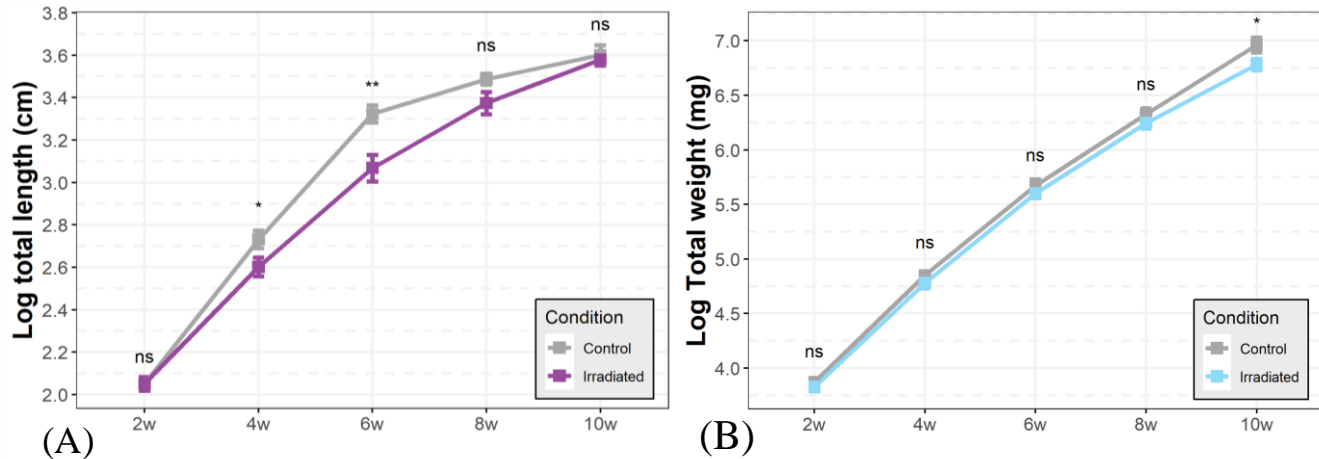 Log total length (cm)
3.8
3.6
3.4
3.2
3.0
2.8
2.6
2.4
2.2
2.0
ns
*
**
ns
ns
Condition
Control
Irradiated
2w 4w 6w 8w 10w
(A)
Log Total weight (mg)
7.0
6.5
6.0
5.5
5.0
4.5
4.0
ns
ns
ns
ns
*
Condition
Control
Irradiated
2w 4w 6w 8w 10w
(B)